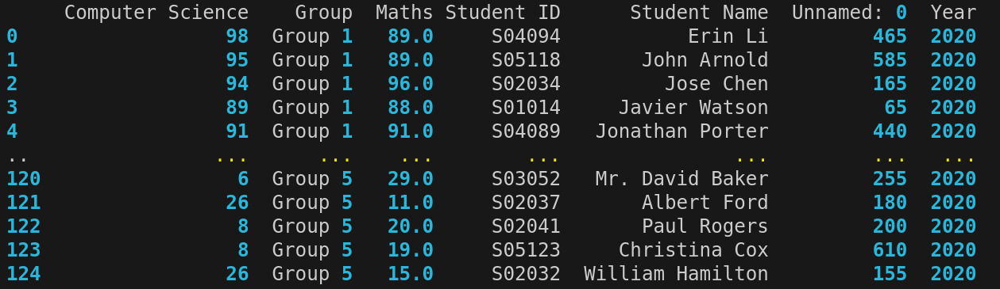 Computer Science Group Maths Student ID Student Name Unnamed: 0 Year
0 98 Group 1 89.0 S04094 Erin Li 465 2020
1 95 Group 1 89.0 S05118 John Arnold 585 2020
2 94 Group 1 96.0 S02034 Jose Chen 165 2020
3 89 Group 1 88.0 S01014 Javier Watson 65 2020
4 91 Group 1 91.0 S04089 Jonathan Porter 440 2020
.. ... ... ... ... ... ... ...
120 6 Group 5 29.0 S03052 Mr. David Baker 255 2020
121 26 Group 5 11.0 S02037 Albert Ford 180 2020
122 8 Group 5 20.0 S02041 Paul Rogers 200 2020
123 8 Group 5 19.0 S05123 Christina Cox 610 2020
124 26 Group 5 15.0 S02032 William Hamilton 155 2020